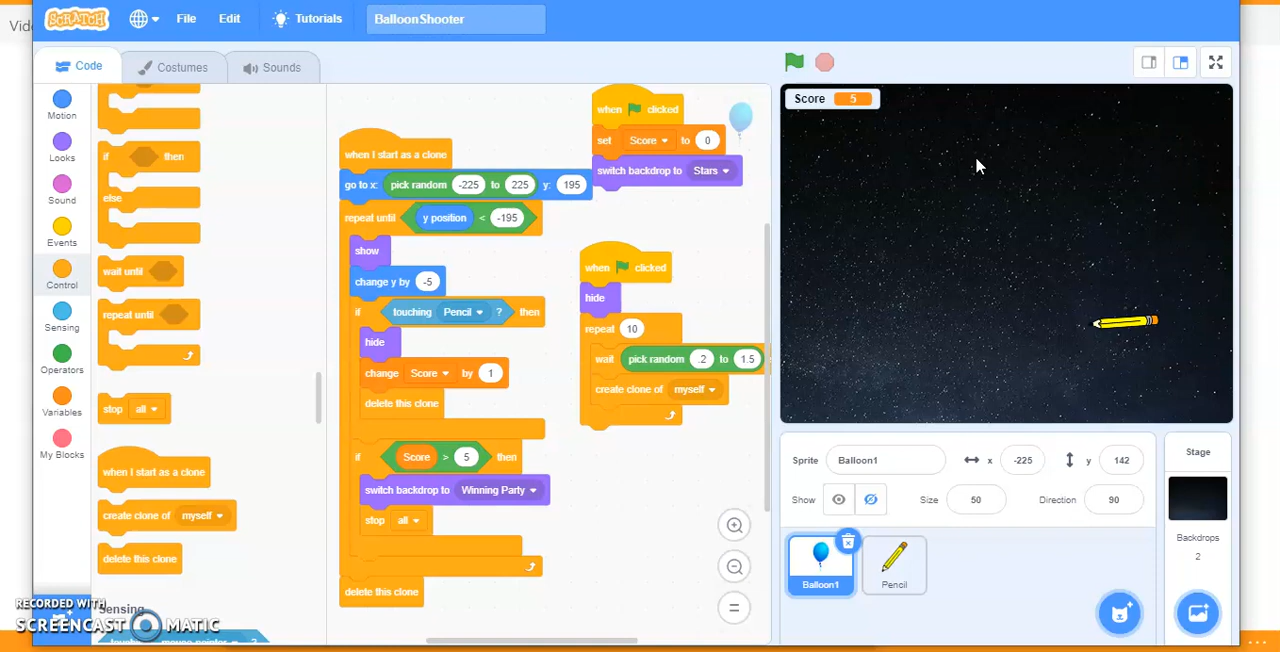 Vid
SCRATCH File Edit Tutorials BalloonShooter
Code Costumes Sounds
Motion
Looks
Sound
Events
Control
Sensing
Operators
Variables
My Blocks
if then
else
wait until
repeat until
stop all
when I start as a clone
create clone of myself
delete this clone
Sensing
when I start as a clone
go to x: pick random -225 to 225 y: 195
repeat until y position < -195
show
change y by -5
if touching Pencil ? then
hide
change Score by 1
delete this clone
if Score > 5 then
switch backdrop to Winning Party
stop all
delete this clone
when clicked
set Score to 0
switch backdrop to Stars
when clicked
hide
repeat 10
wait pick random .2 to 1.5
create clone of myself
Score 5
Sprite Balloon1 x -225 y 142
Show Size 50 Direction 90
Balloon1
Pencil
Stage
Backdrops
2
RECORDED WITH
SCREENCAST MATIC